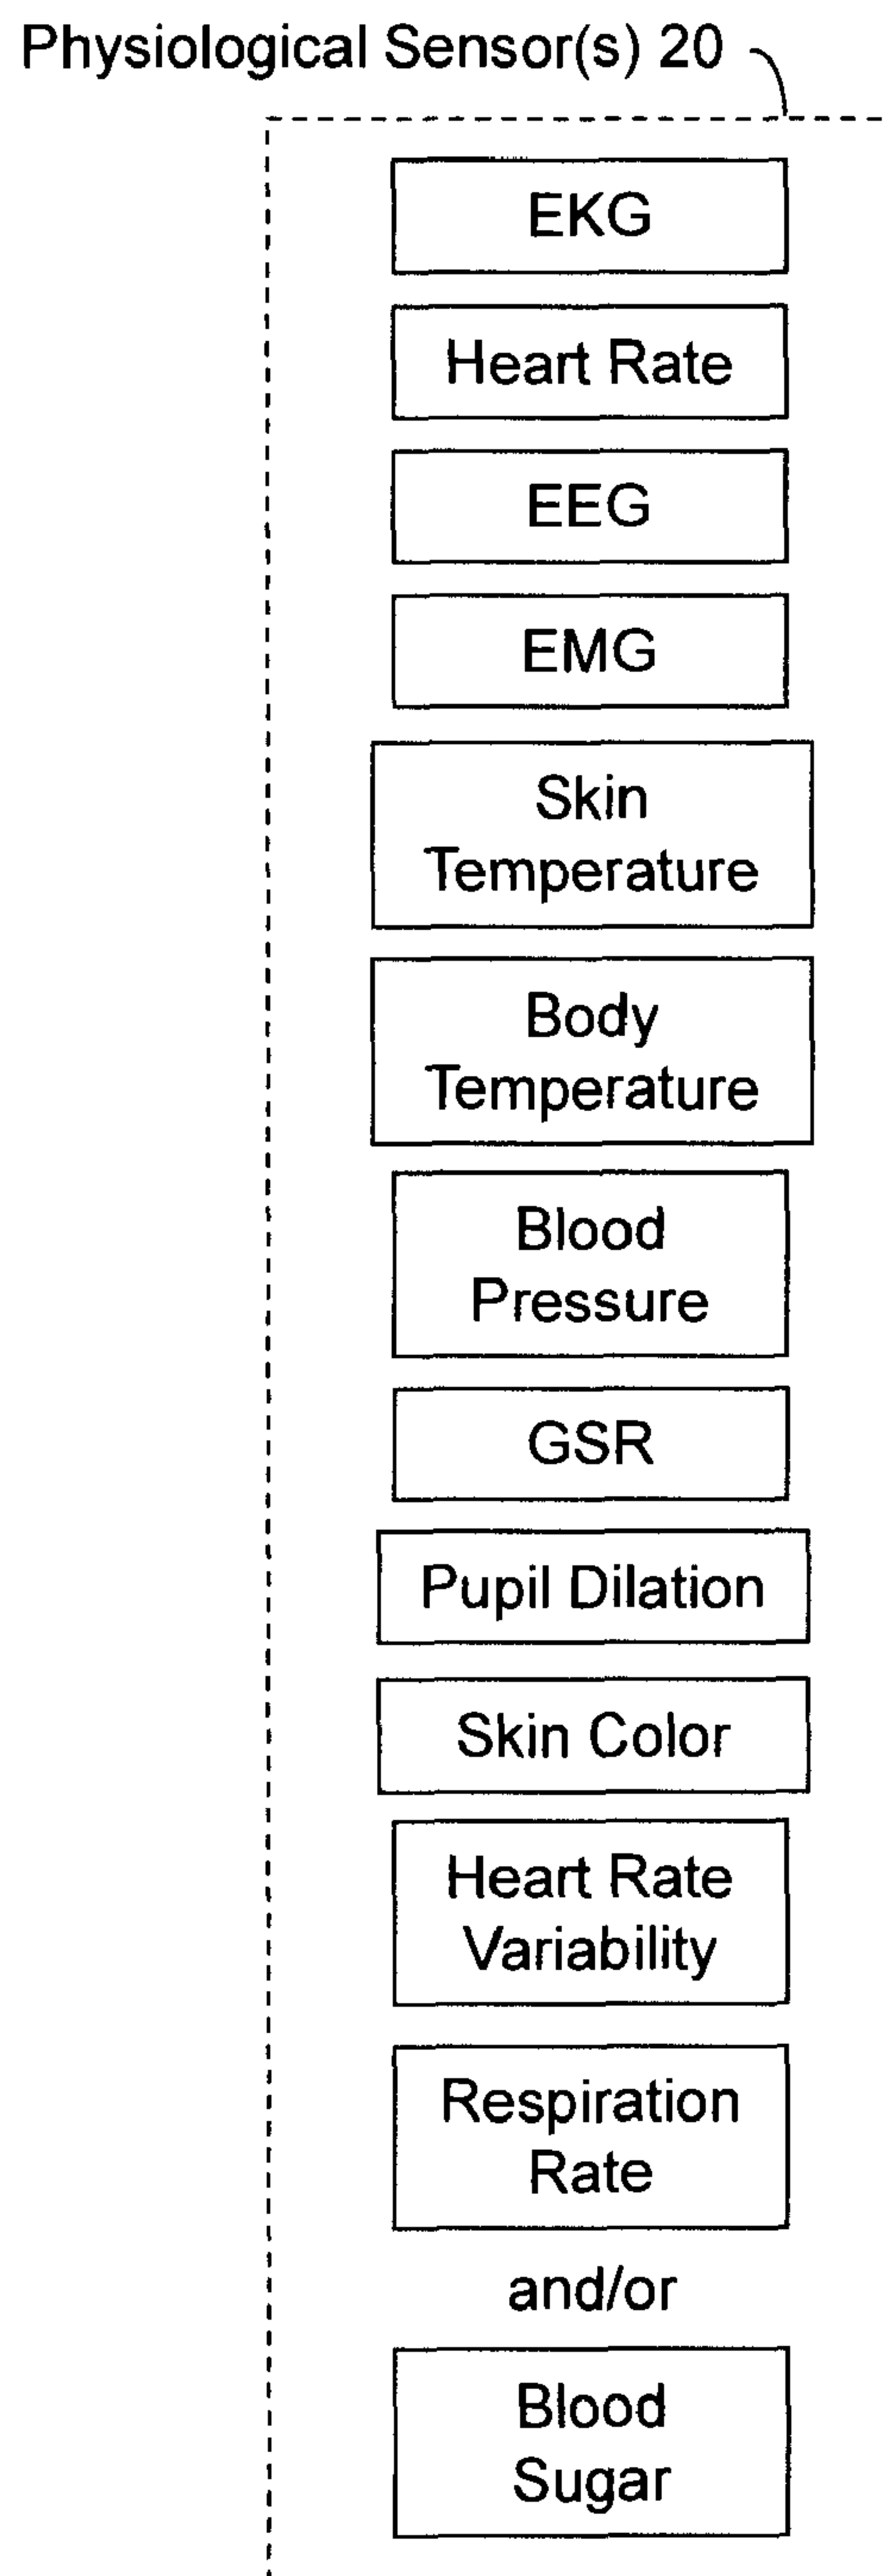 Physiological Sensor(s) 20
EKG
Heart Rate
EEG
EMG
Skin
Temperature
Body
Temperature
Blood
Pressure
GSR
Pupil Dilation
Skin Color
Heart Rate
Variability
Respiration
Rate
and/or
Blood
Sugar